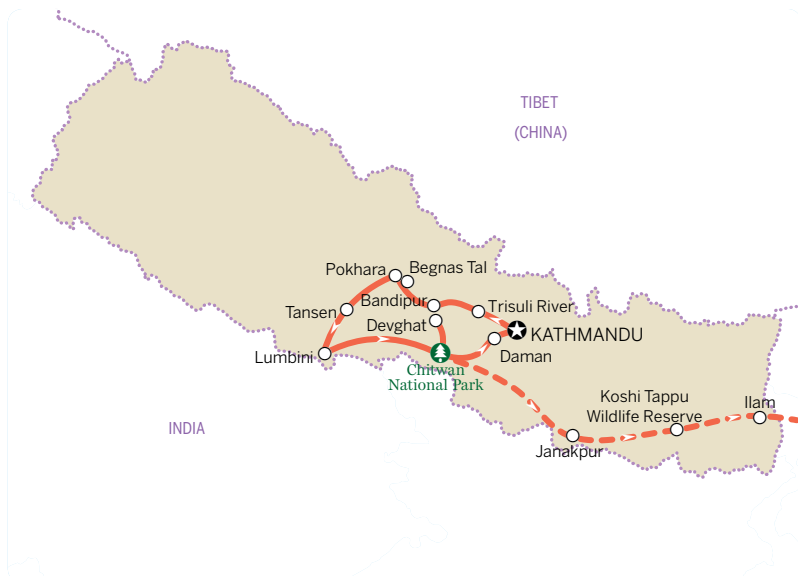 TIBET
(CHINA)
Pokhara
Begnas Tal
Bandipur
Trisuli River
Tansen
Devghat
KATHMANDU
Lumbini
Daman
Chitwan
National Park
Koshi Tappu
Wildlife Reserve
Ilam
INDIA
Janakpur